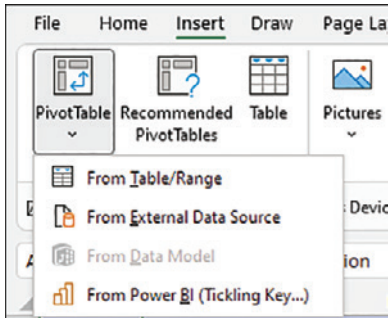 File Home Insert Draw Page La
PivotTable Recommended PivotTables Table Pictures
From Table/Range
Devic
From External Data Source
From Data Model
ion
From Power BI (Tickling Key...)